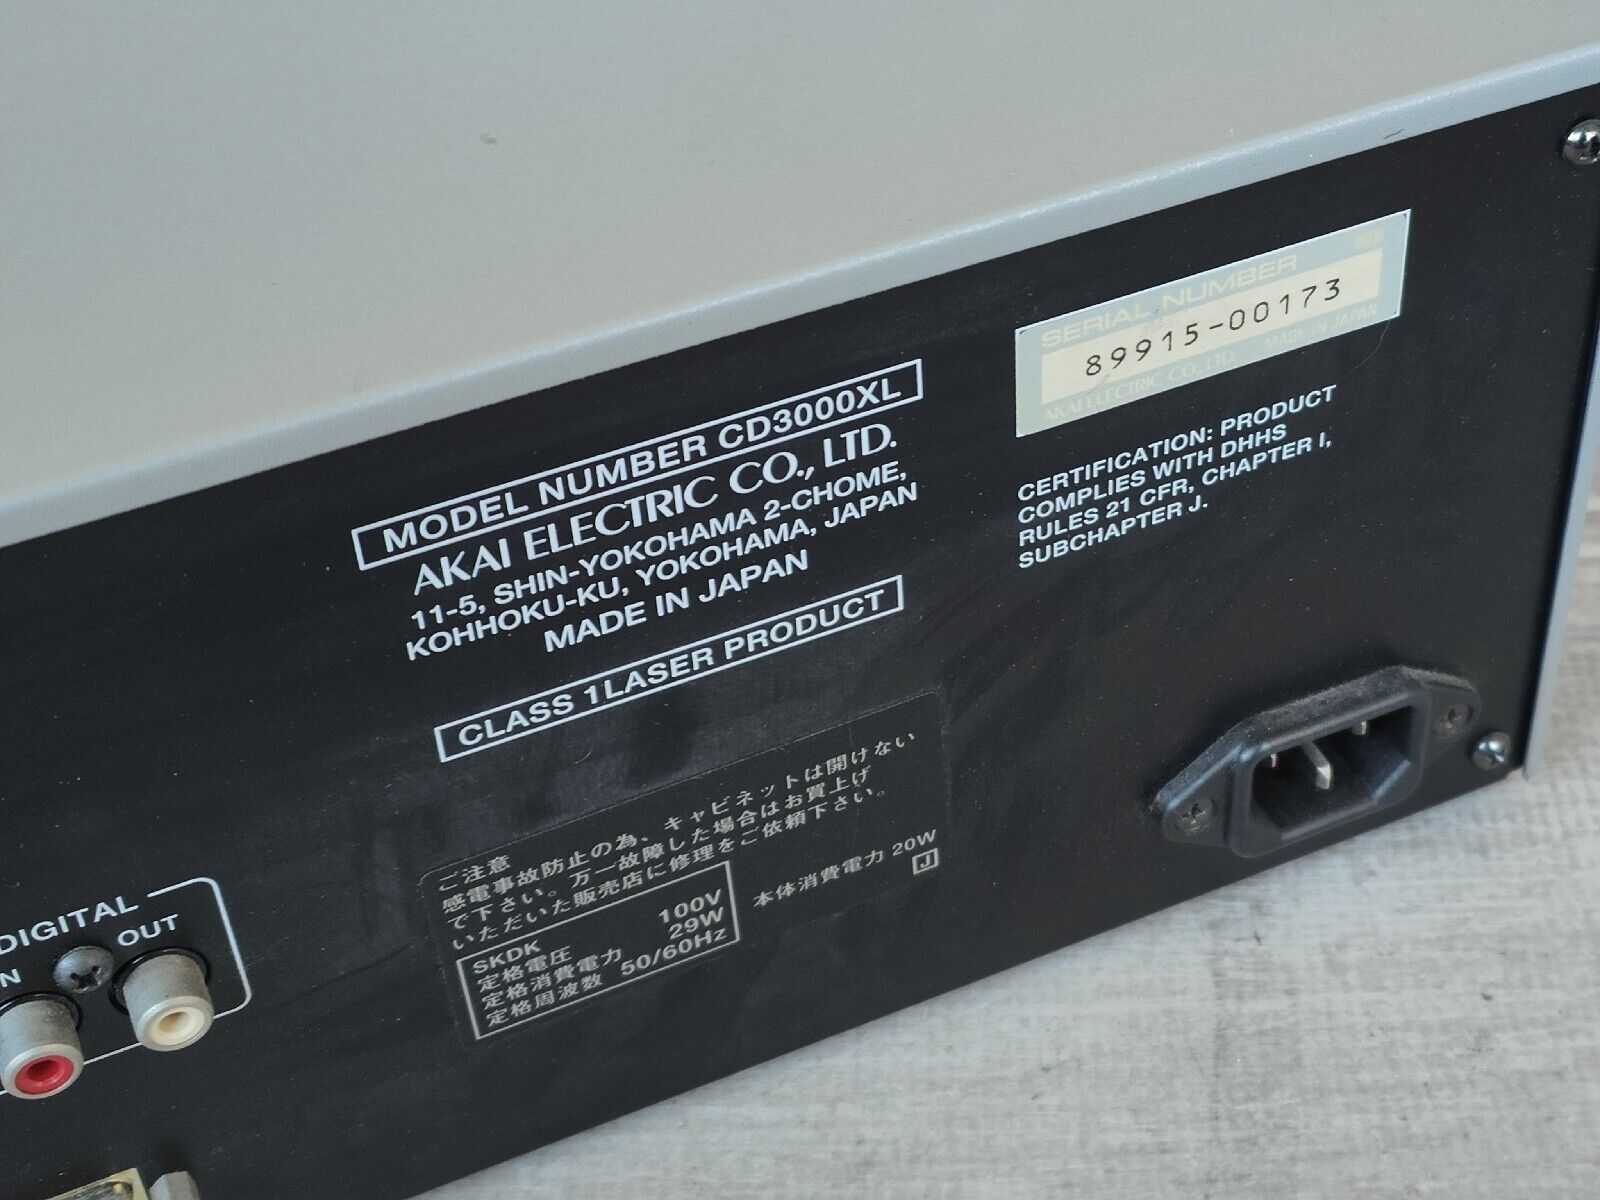 MODEL NUMBER CD3000XL
AKAI ELECTRIC CO., LTD.
11-5, SHIN-YOKOHAMA 2-CHOME,
KOHHOKU-KU, YOKOHAMA, JAPAN
MADE IN JAPAN
CLASS 1LASER PRODUCT
SERIAL NUMBER
89915-00173
AKAI ELECTRIC CO., LTD. MADE IN JAPAN
CERTIFICATION: PRODUCT
COMPLIES WITH DHHS
RULES 21 CFR, CHAPTER I,
SUBCHAPTER J.
ご注意
感電事故防止の為、キャビネットは開けない
で下さい。万一故障した場合はお買上げ
いただいた販売店に修理をご依頼下さい。
SKDK
定格電圧 100V
定格消費電力 29W
定格周波数 50/60Hz
本体消費電力 20W
J
DIGITAL
OUT